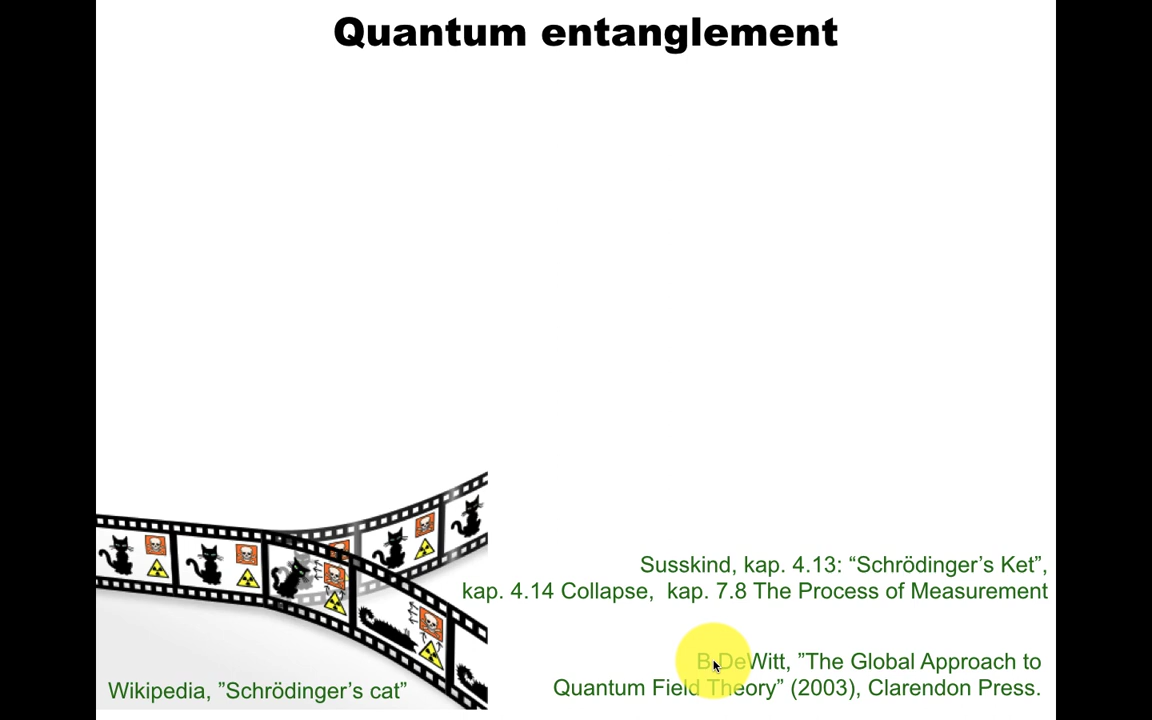 Quantum entanglement
Susskind, kap. 4.13: “Schrödinger’s Ket”,
kap. 4.14 Collapse,  kap. 7.8 The Process of Measurement
B DeWitt, ”The Global Approach to
Quantum Field Theory” (2003), Clarendon Press.
Wikipedia, ”Schrödinger’s cat”